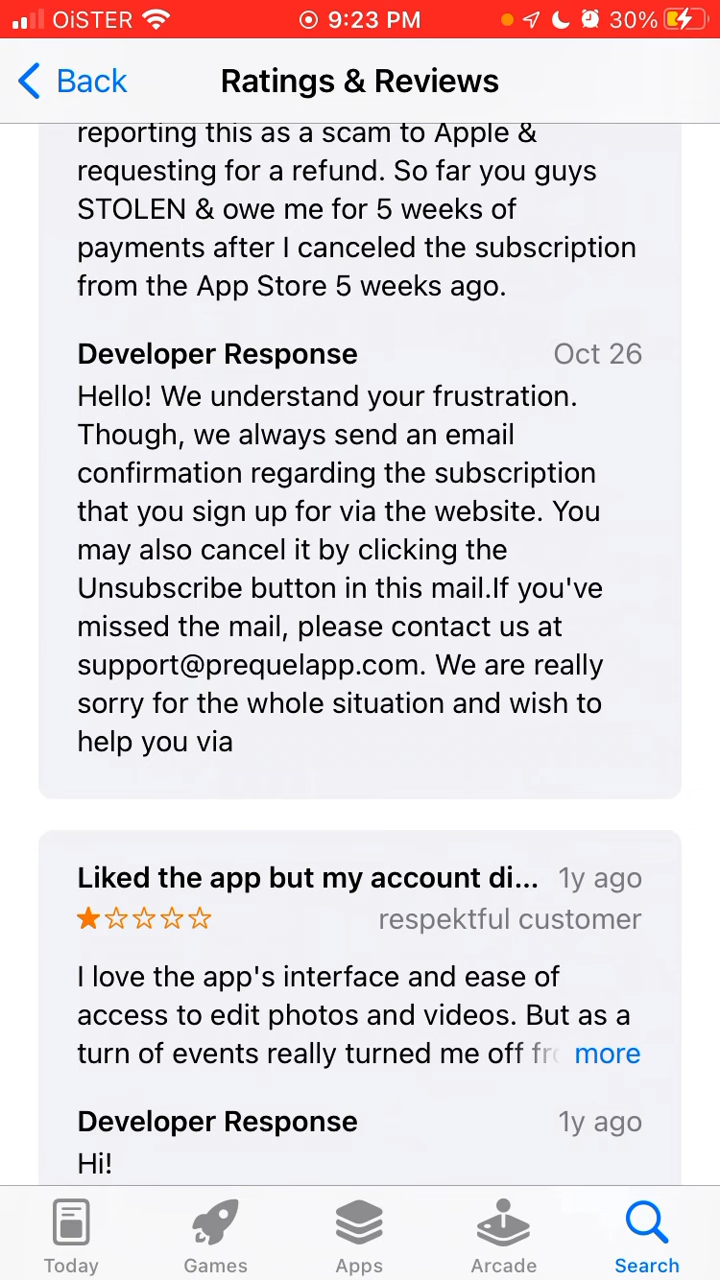 OiSTER 9:23 PM 30%
Back Ratings & Reviews
reporting this as a scam to Apple &
requesting for a refund. So far you guys
STOLEN & owe me for 5 weeks of
payments after I canceled the subscription
from the App Store 5 weeks ago.
Developer Response Oct 26
Hello! We understand your frustration.
Though, we always send an email
confirmation regarding the subscription
that you sign up for via the website. You
may also cancel it by clicking the
Unsubscribe button in this mail.If you've
missed the mail, please contact us at
support@prequelapp.com. We are really
sorry for the whole situation and wish to
help you via
Liked the app but my account di... 1y ago
respektful customer
I love the app's interface and ease of
access to edit photos and videos. But as a
turn of events really turned me off fro more
Developer Response 1y ago
Hi!
Today Games Apps Arcade Search